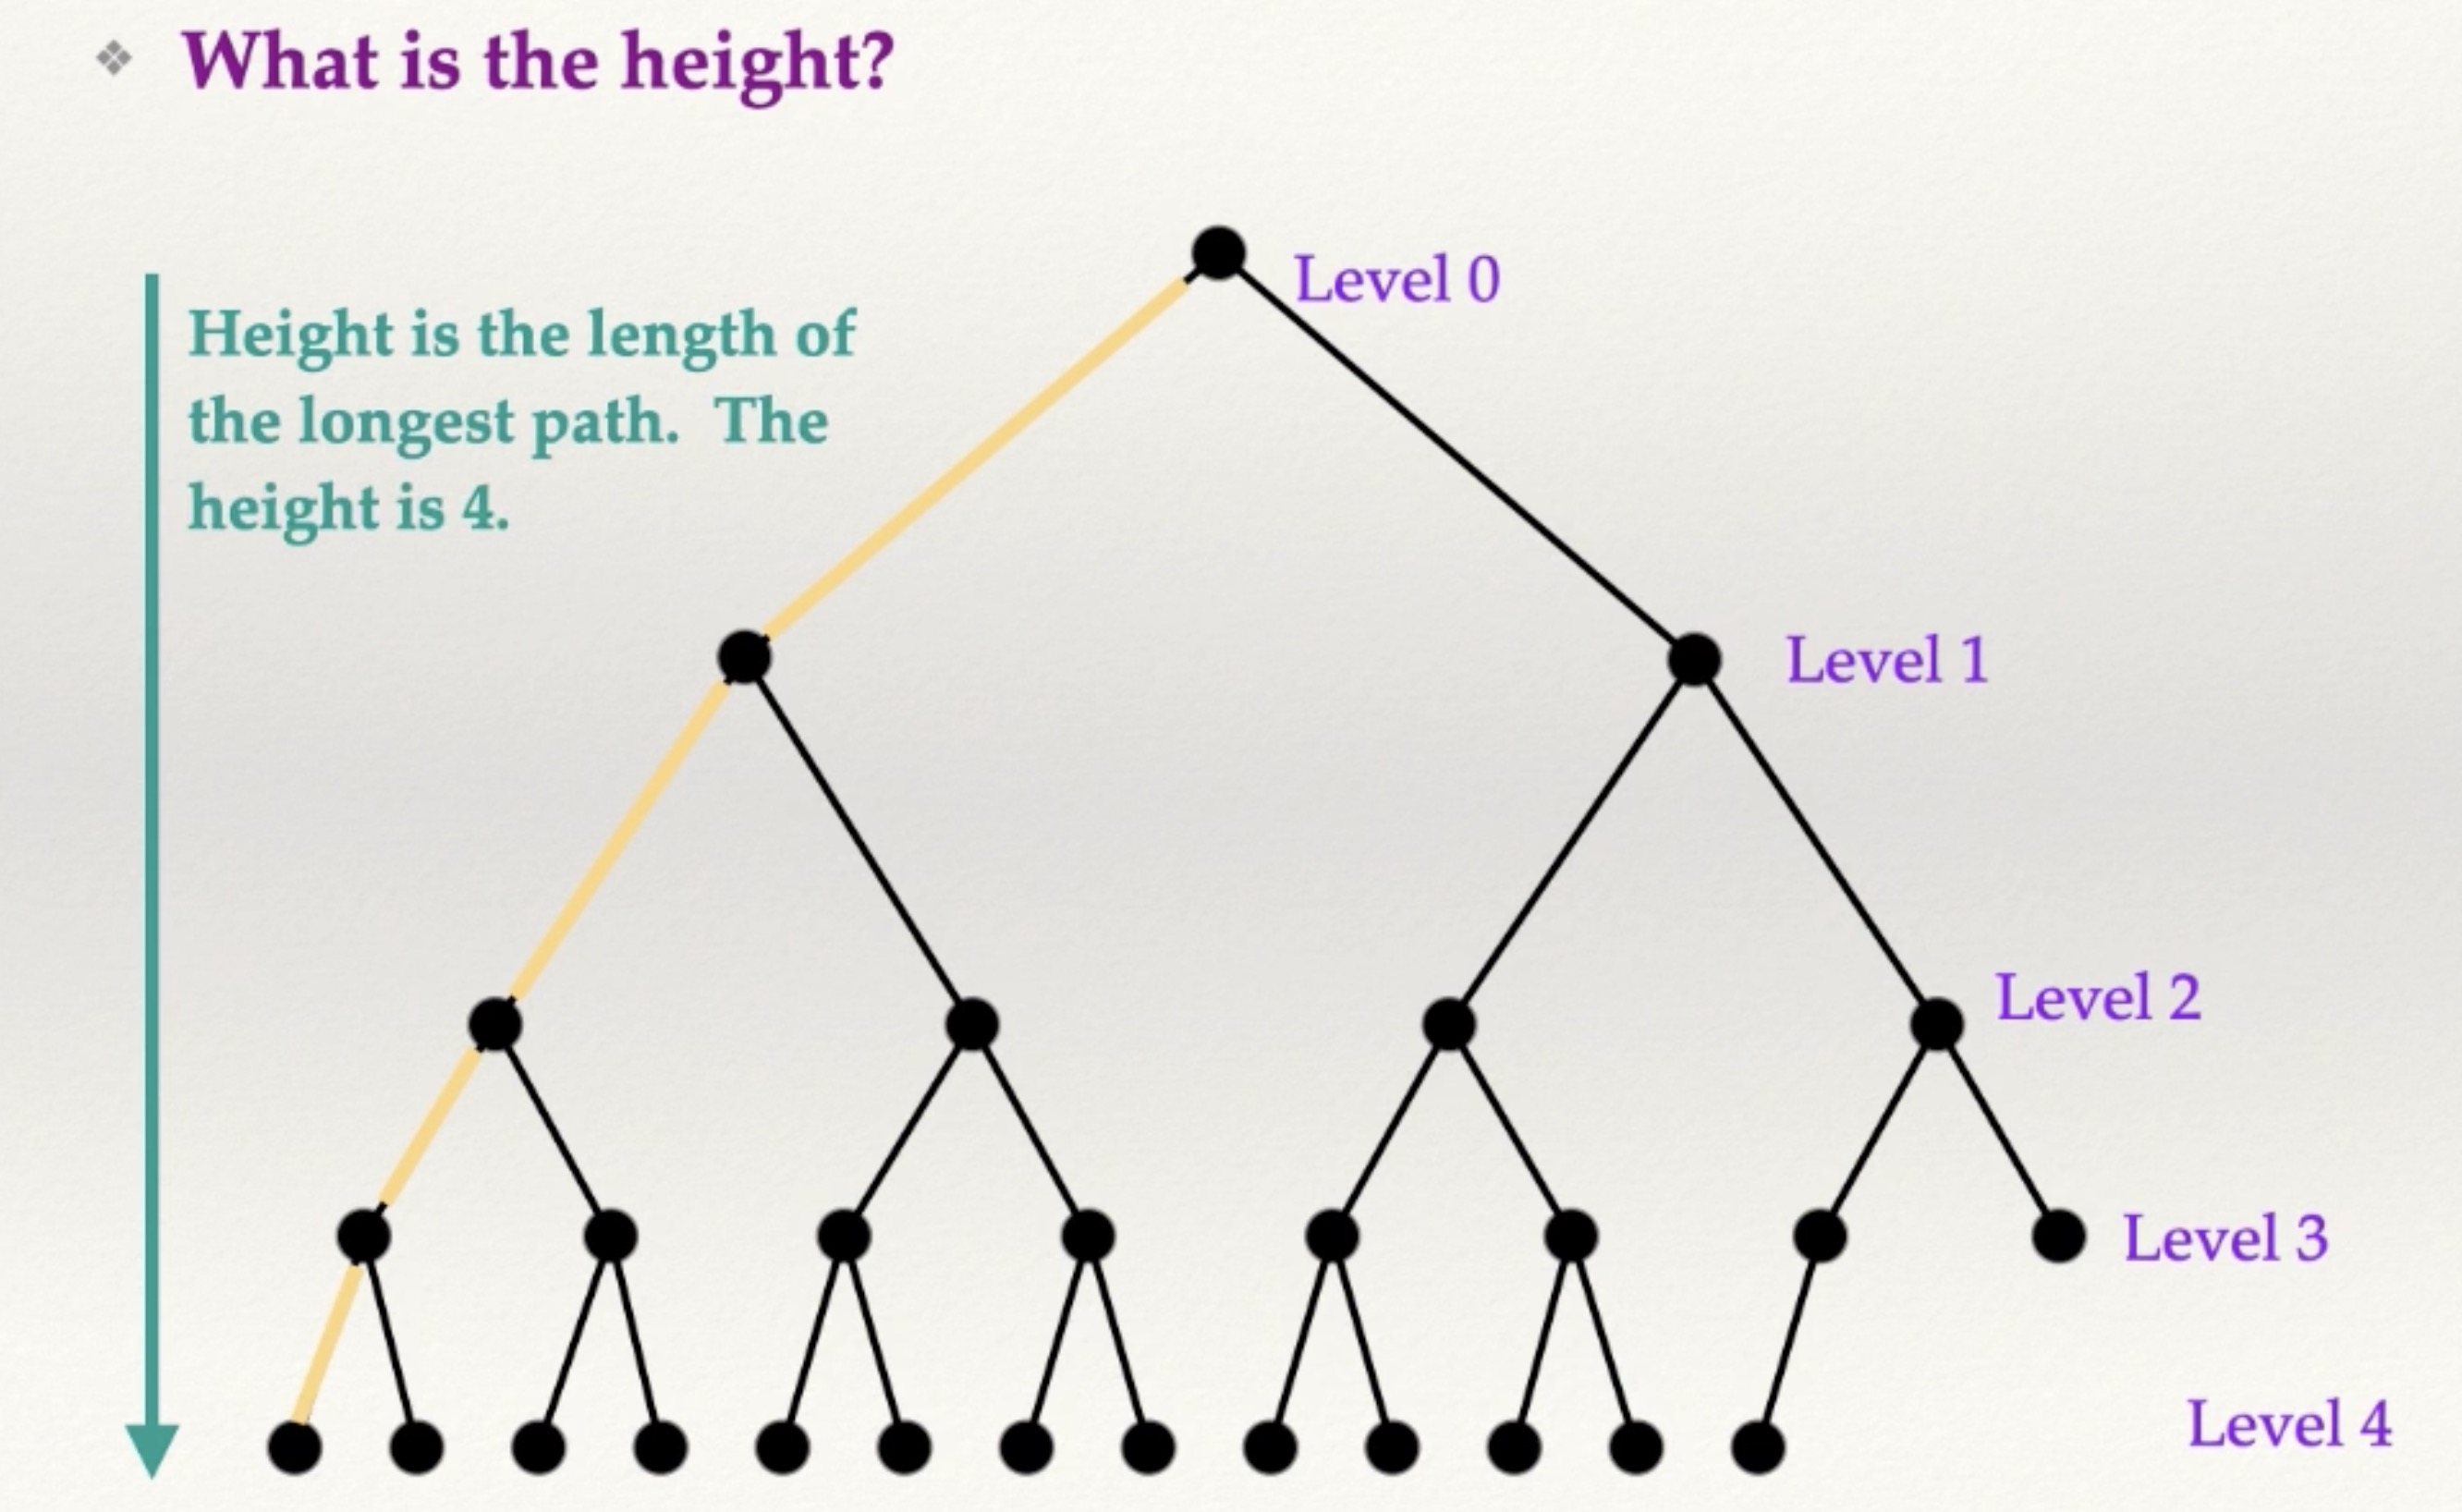 What is the height?
Level 0
Height is the length of
the longest path. The
height is 4.
Level 1
Level 2
Level 3
Level 4